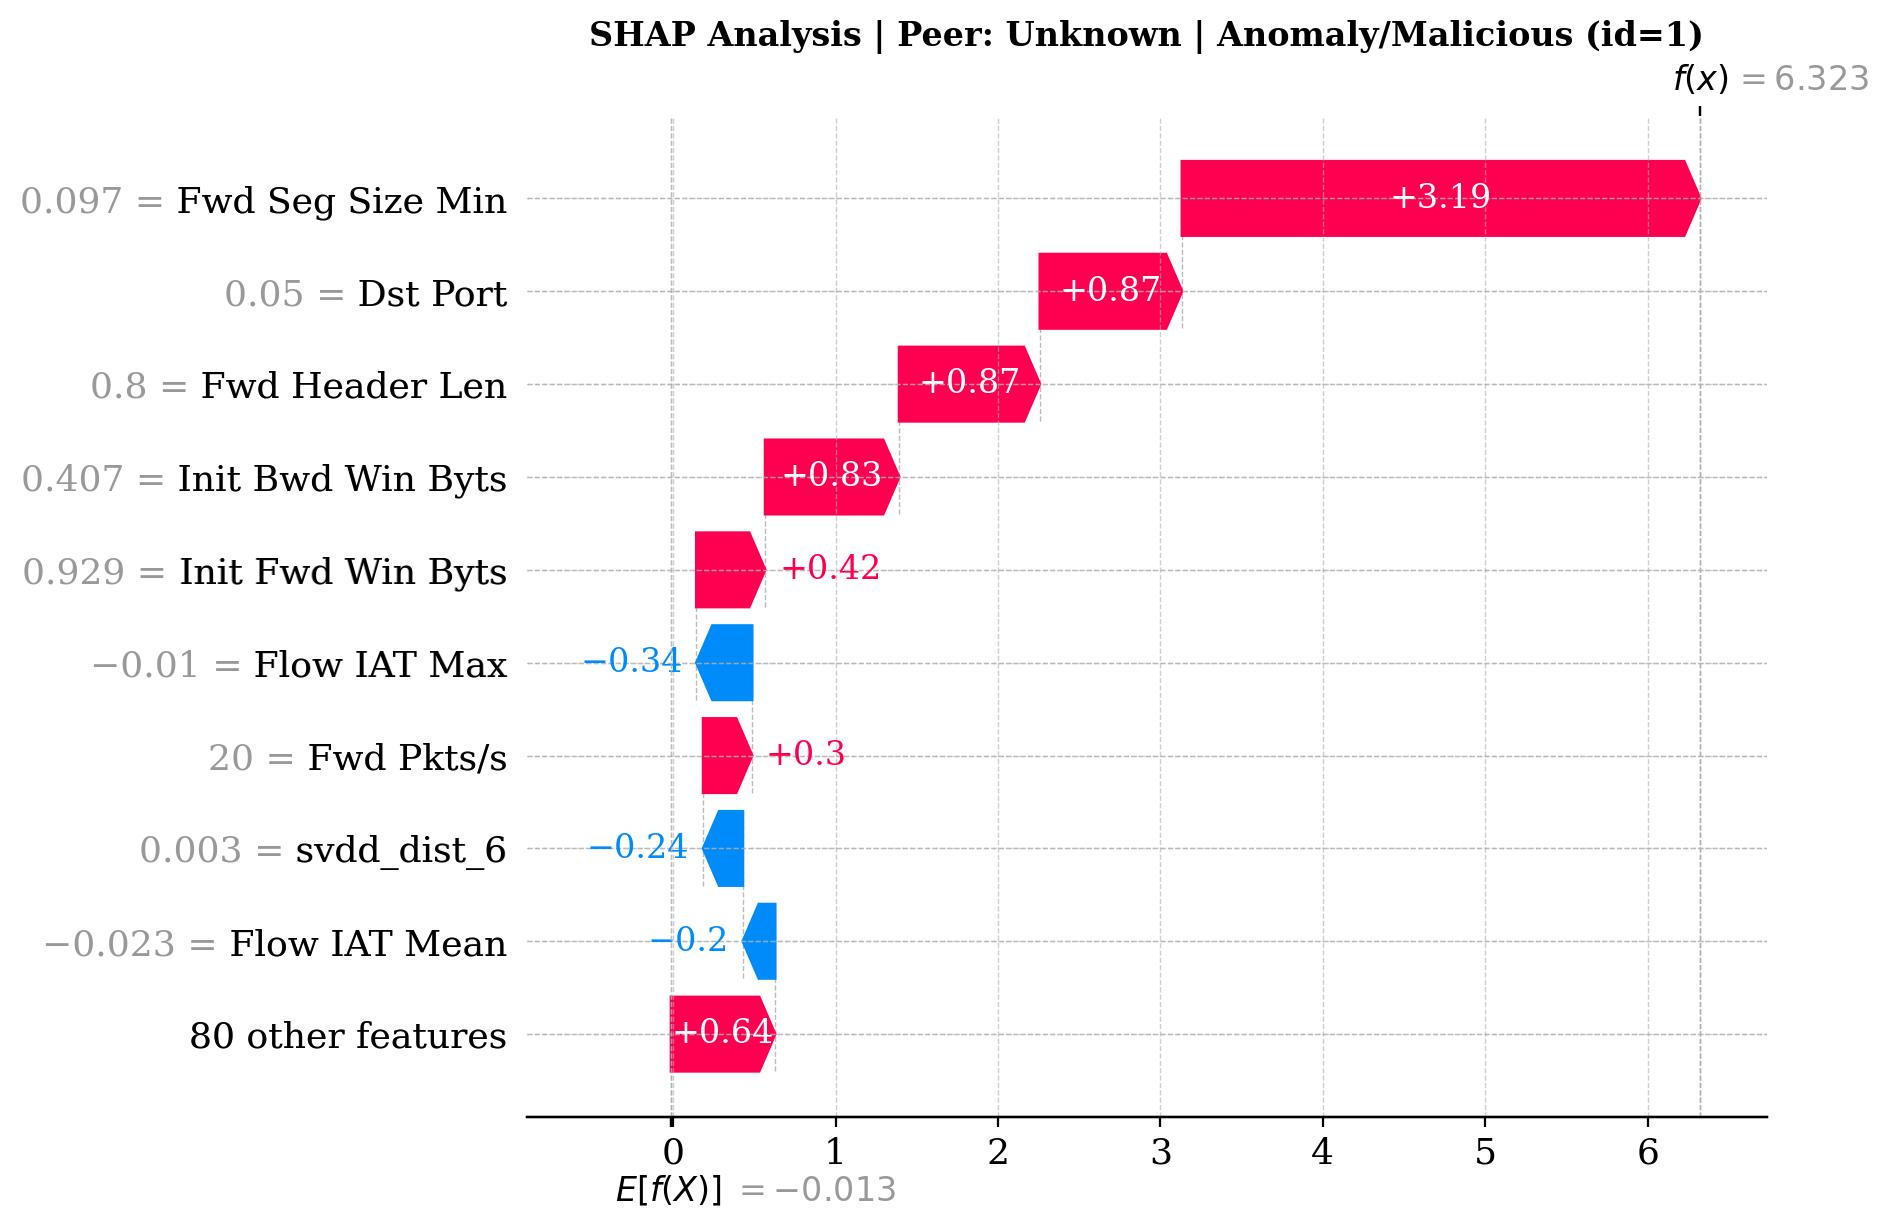 SHAP Analysis | Peer: Unknown | Anomaly/Malicious (id=1)
f(x) = 6.323
0.097 = Fwd Seg Size Min +3.19
0.05 = Dst Port +0.87
0.8 = Fwd Header Len +0.87
0.407 = Init Bwd Win Byts +0.83
0.929 = Init Fwd Win Byts +0.42
−0.01 = Flow IAT Max −0.34
20 = Fwd Pkts/s +0.3
0.003 = svdd_dist_6 −0.24
−0.023 = Flow IAT Mean −0.2
80 other features +0.64
0 1 2 3 4 5 6
E[f(X)] = −0.013